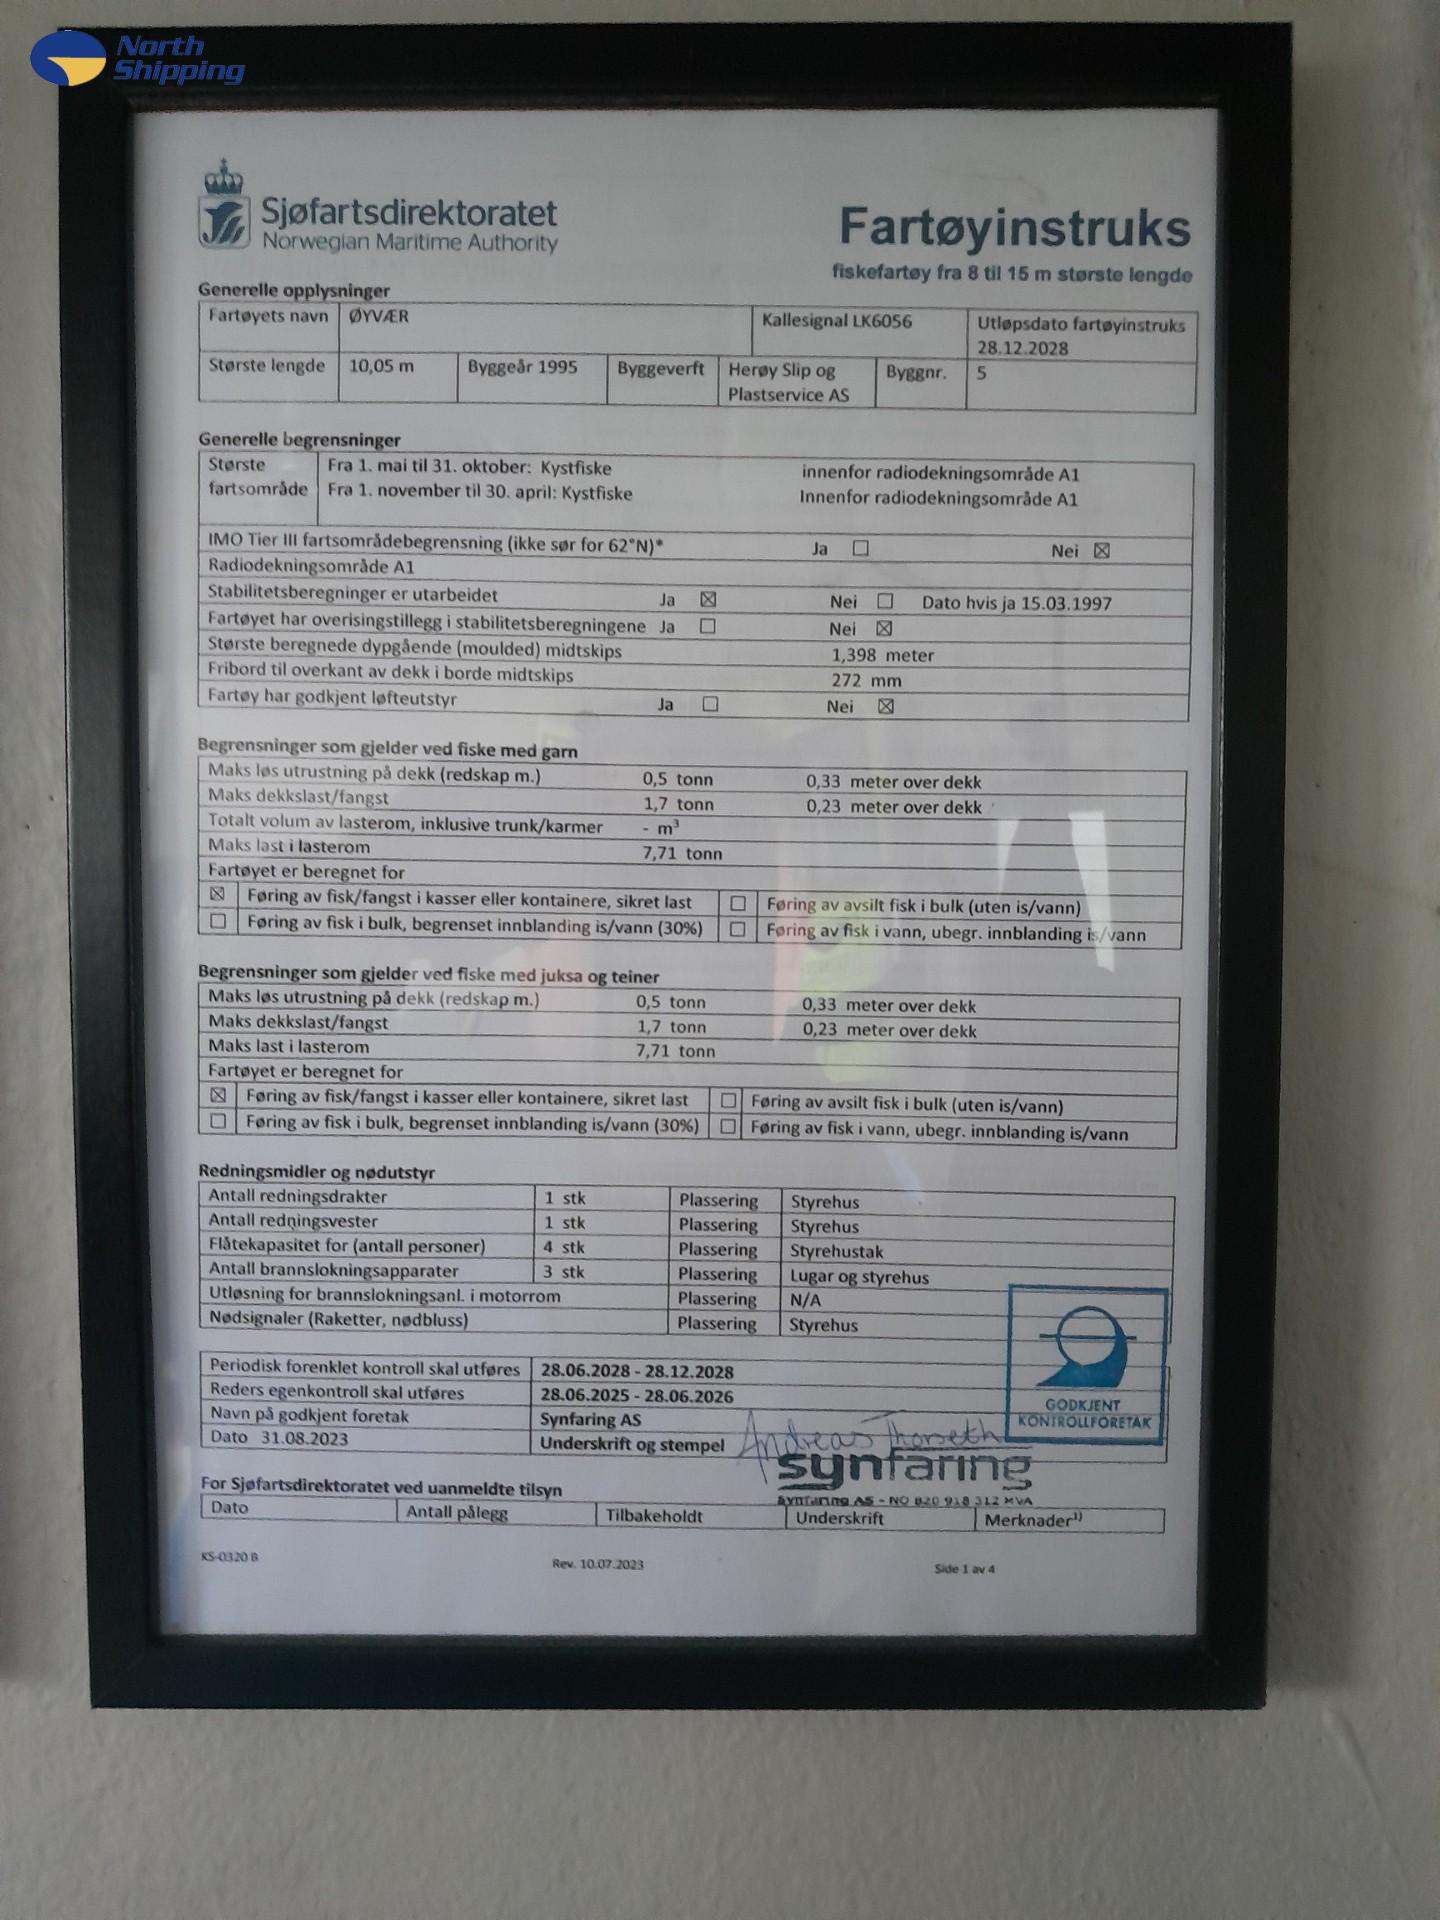 North
Shipping
Sjøfartsdirektoratet
Norwegian Maritime Authority
Fartøyinstruks
fiskefartøy fra 8 til 15 m største lengde
Generelle opplysninger
Fartøyets navn ØYVÆR Kallesignal LK6056 Utløpsdato fartøyinstruks
28.12.2028
Største lengde 10,05 m Byggeår 1995 Byggeverft Herøy Slip og Byggnr. 5
Plastservice AS
Generelle begrensninger
Største Fra 1. mai til 31. oktober: Kystfiske innenfor radiodekningsområde A1
fartsområde Fra 1. november til 30. april: Kystfiske Innenfor radiodekningsområde A1
IMO Tier III fartsområdebegrensning (ikke sør for 62°N)* Ja ☐ Nei ☒
Radiodekningsområde A1
Stabilitetsberegninger er utarbeidet Ja ☒ Nei ☐ Dato hvis ja 15.03.1997
Fartøyet har overisingstillegg i stabilitetsberegningene Ja ☐ Nei ☒
Største beregnede dypgående (moulded) midtskips 1,398 meter
Fribord til overkant av dekk i borde midtskips 272 mm
Fartøy har godkjent løfteutstyr Ja ☐ Nei ☒
Begrensninger som gjelder ved fiske med garn
Maks løs utrustning på dekk (redskap m.) 0,5 tonn 0,33 meter over dekk
Maks dekkslast/fangst 1,7 tonn 0,23 meter over dekk
Totalt volum av lasterom, inklusive trunk/karmer - m³
Maks last i lasterom 7,71 tonn
Fartøyet er beregnet for
☒ Føring av fisk/fangst i kasser eller kontainere, sikret last ☐ Føring av avsilt fisk i bulk (uten is/vann)
☐ Føring av fisk i bulk, begrenset innblanding is/vann (30%) ☐ Føring av fisk i vann, ubegr. innblanding is/vann
Begrensninger som gjelder ved fiske med juksa og teiner
Maks løs utrustning på dekk (redskap m.) 0,5 tonn 0,33 meter over dekk
Maks dekkslast/fangst 1,7 tonn 0,23 meter over dekk
Maks last i lasterom 7,71 tonn
Fartøyet er beregnet for
☒ Føring av fisk/fangst i kasser eller kontainere, sikret last ☐ Føring av avsilt fisk i bulk (uten is/vann)
☐ Føring av fisk i bulk, begrenset innblanding is/vann (30%) ☐ Føring av fisk i vann, ubegr. innblanding is/vann
Redningsmidler og nødutstyr
Antall redningsdrakter 1 stk Plassering Styrehus
Antall redningsvester 1 stk Plassering Styrehus
Flåtekapasitet for (antall personer) 4 stk Plassering Styrehustak
Antall brannslokningsapparater 3 stk Plassering Lugar og styrehus
Utløsning for brannslokningsanl. i motorrom Plassering N/A
Nødsignaler (Raketter, nødbluss) Plassering Styrehus
Periodisk forenklet kontroll skal utføres 28.06.2028 - 28.12.2028
Reders egenkontroll skal utføres 28.06.2025 - 28.06.2026
Navn på godkjent foretak Synfaring AS
Dato 31.08.2023 Underskrift og stempel Andreas Thorseth
GODKJENT
KONTROLLFORETAK
synfaring
Synfaring AS - NO 820 918 312 MVA
For Sjøfartsdirektoratet ved uanmeldte tilsyn
Dato Antall pålegg Tilbakeholdt Underskrift Merknader¹⁾
KS-0320 B Rev. 10.07.2023 Side 1 av 4